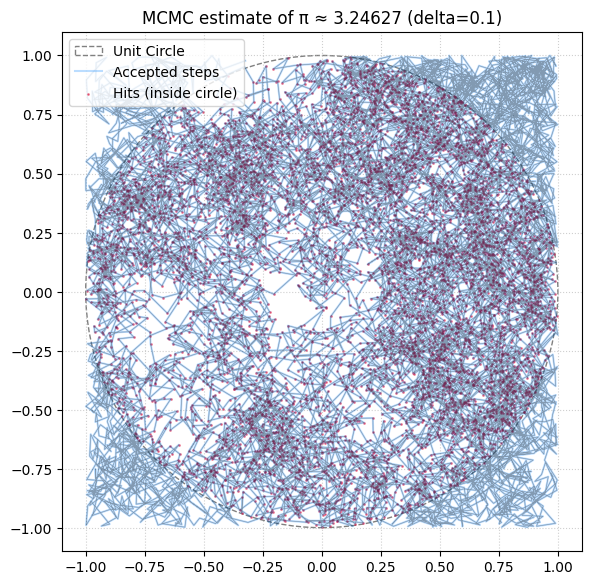 MCMC estimate of π ≈ 3.24627 (delta=0.1)
Unit Circle
Accepted steps
Hits (inside circle)
1.00
0.75
0.50
0.25
0.00
−0.25
−0.50
−0.75
−1.00
−1.00 −0.75 −0.50 −0.25 0.00 0.25 0.50 0.75 1.00